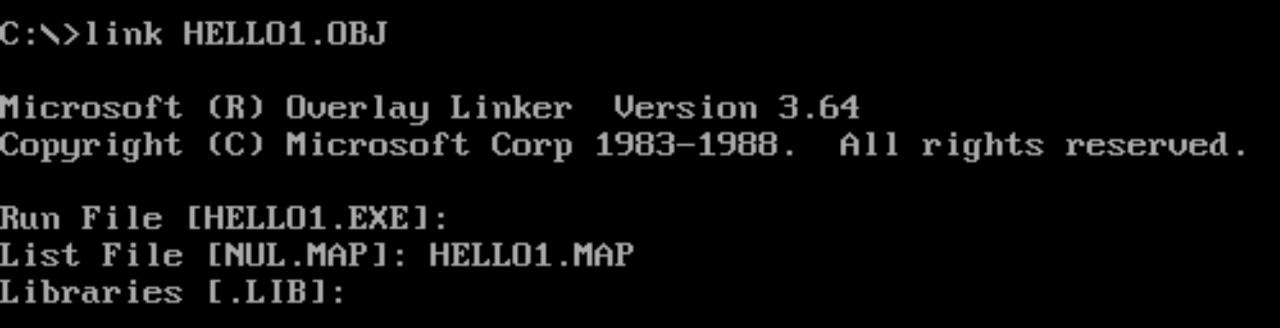 C:\>link HELLO1.OBJ
Microsoft (R) Overlay Linker  Version 3.64
Copyright (C) Microsoft Corp 1983-1988.  All rights reserved.
Run File [HELLO1.EXE]:
List File [NUL.MAP]: HELLO1.MAP
Libraries [.LIB]: